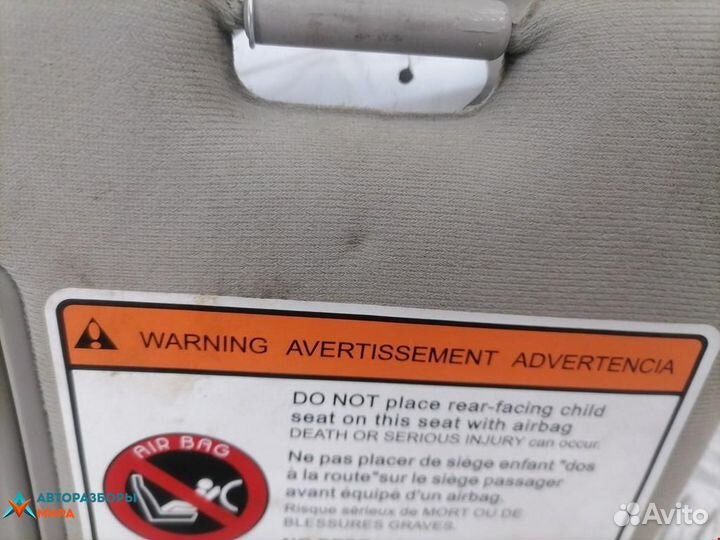 WARNING AVERTISSEMENT ADVERTENCIA
DO NOT place rear-facing child
seat on this seat with airbag
DEATH OR SERIOUS INJURY can occur.
AIR BAG
Ne pas placer de siège enfant "dos
à la route"sur le siège passager
avant équipé d'un airbag.
Risque sérieux de MORT OU DE
BLESSURES GRAVES.
АВТОРАЗБОРЫ
МИРА
Avito